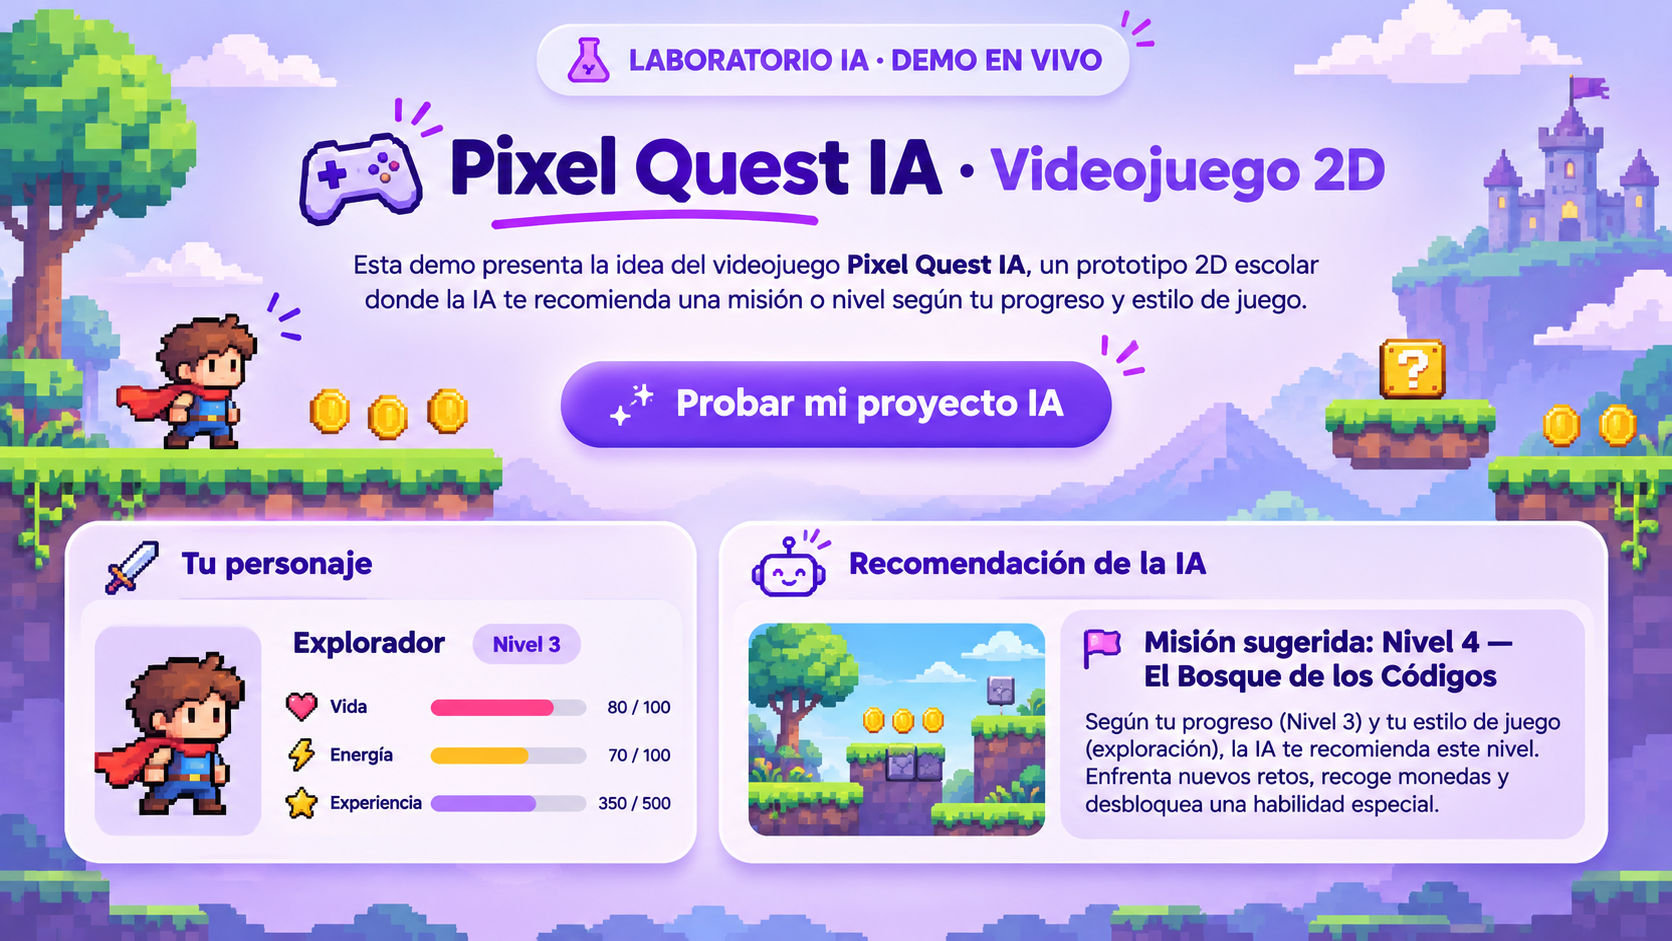 LABORATORIO IA · DEMO EN VIVO
Pixel Quest IA · Videojuego 2D
Esta demo presenta la idea del videojuego Pixel Quest IA, un prototipo 2D escolar
donde la IA te recomienda una misión o nivel según tu progreso y estilo de juego.
?
Probar mi proyecto IA
Tu personaje
Explorador
Nivel 3
Vida
80 / 100
Energía
70 / 100
Experiencia
350 / 500
Recomendación de la IA
Misión sugerida: Nivel 4 —
El Bosque de los Códigos
Según tu progreso (Nivel 3) y tu estilo de juego
(exploración), la IA te recomienda este nivel.
Enfrenta nuevos retos, recoge monedas y
desbloquea una habilidad especial.